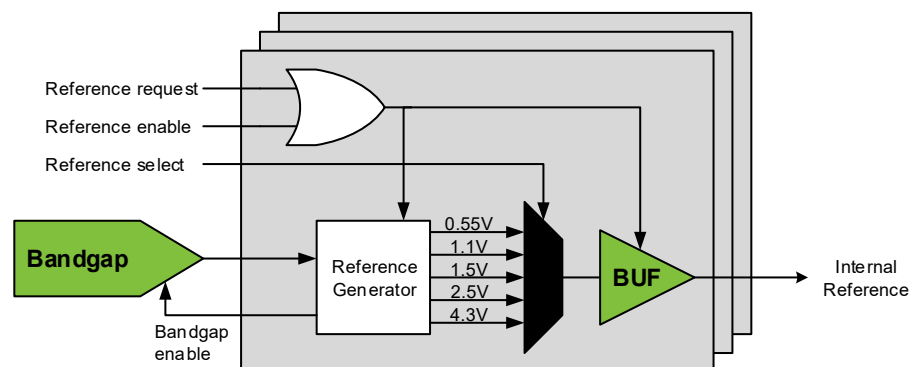 Reference request
Reference enable
Reference select
Bandgap
Bandgap
enable
Reference
Generator
0.55V
1.1V
1.5V
2.5V
4.3V
BUF
Internal
Reference